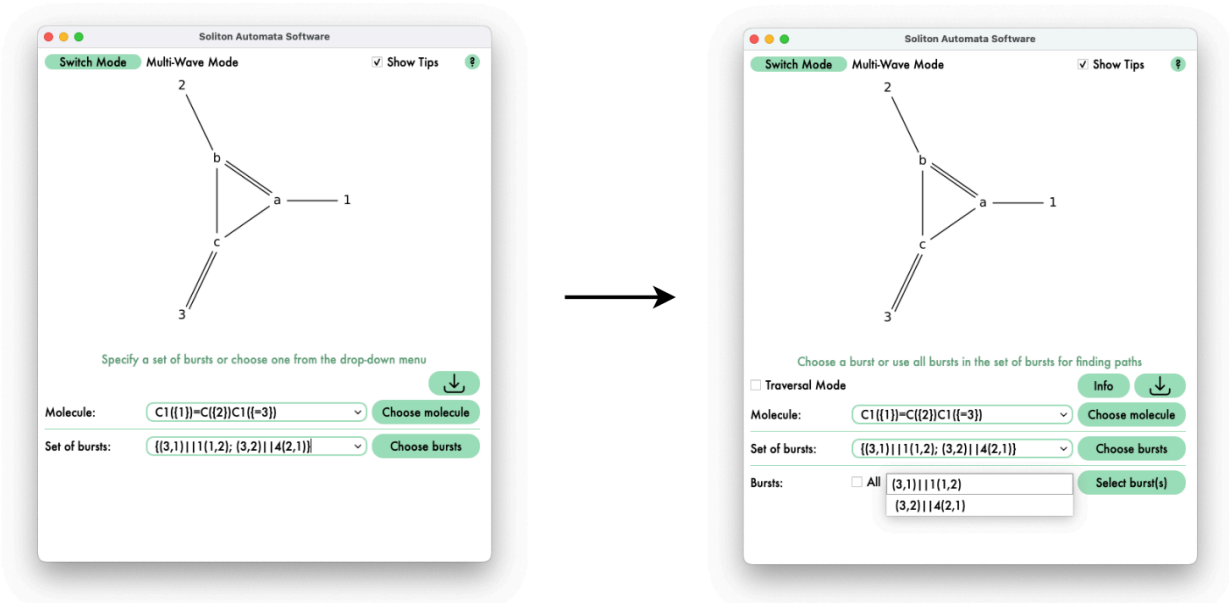 Soliton Automata Software
Switch Mode Multi-Wave Mode ✓ Show Tips ?
2
b
a 1
c
3
Specify a set of bursts or choose one from the drop-down menu
Molecule: C1({1})=C({2})C1({=3}) Choose molecule
Set of bursts: {(3,1)||1(1,2); (3,2)||4(2,1)} Choose bursts
Soliton Automata Software
Switch Mode Multi-Wave Mode ✓ Show Tips ?
2
b
a 1
c
3
Choose a burst or use all bursts in the set of bursts for finding paths
Traversal Mode Info
Molecule: C1({1})=C({2})C1({=3}) Choose molecule
Set of bursts: {(3,1)||1(1,2); (3,2)||4(2,1)} Choose bursts
Bursts: All (3,1)||1(1,2) Select burst(s)
(3,2)||4(2,1)